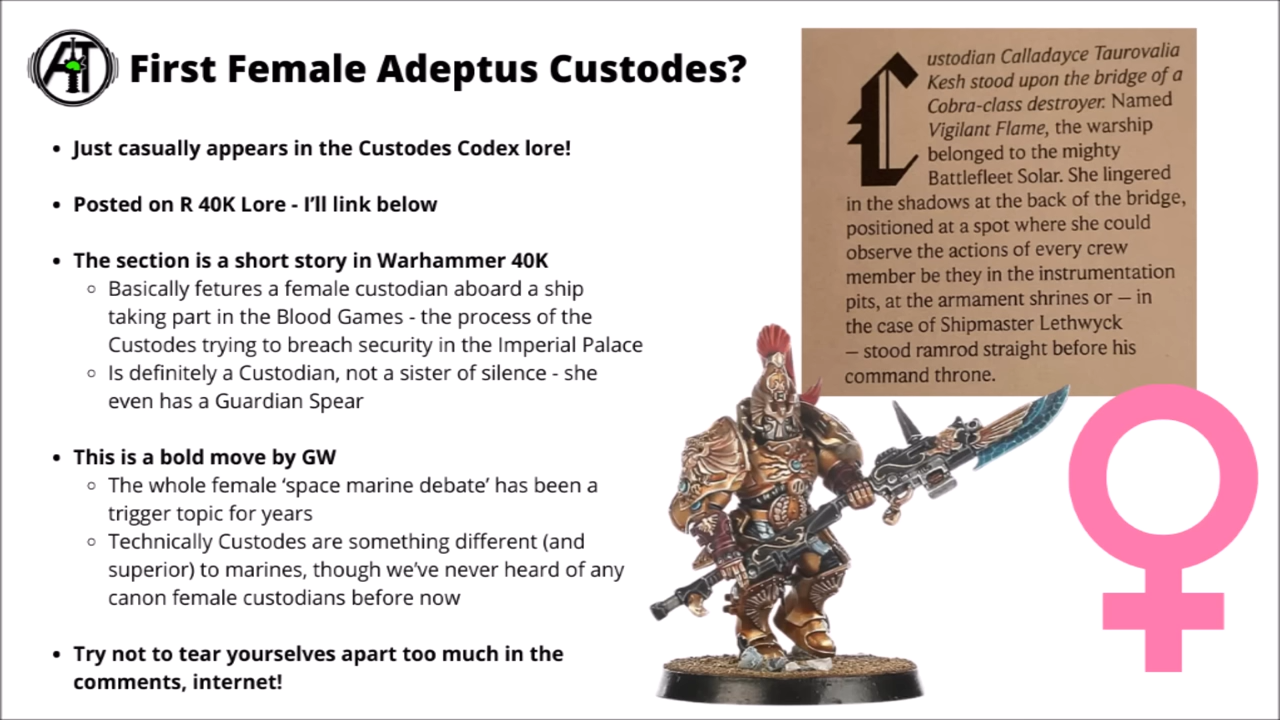 AT
First Female Adeptus Custodes?
• Just casually appears in the Custodes Codex lore!
• Posted on R 40K Lore - I'll link below
• The section is a short story in Warhammer 40K
○ Basically fetures a female custodian aboard a ship
taking part in the Blood Games - the process of the
Custodes trying to breach security in the Imperial Palace
○ Is definitely a Custodian, not a sister of silence - she
even has a Guardian Spear
• This is a bold move by GW
○ The whole female ‘space marine debate’ has been a
trigger topic for years
○ Technically Custodes are something different (and
superior) to marines, though we’ve never heard of any
canon female custodians before now
• Try not to tear yourselves apart too much in the
comments, internet!
Custodian Calladayce Taurovalia
Kesh stood upon the bridge of a
Cobra-class destroyer. Named
Vigilant Flame, the warship
belonged to the mighty
Battlefleet Solar. She lingered
in the shadows at the back of the bridge,
positioned at a spot where she could
observe the actions of every crew
member be they in the instrumentation
pits, at the armament shrines or – in
the case of Shipmaster Lethwyck
– stood ramrod straight before his
command throne.